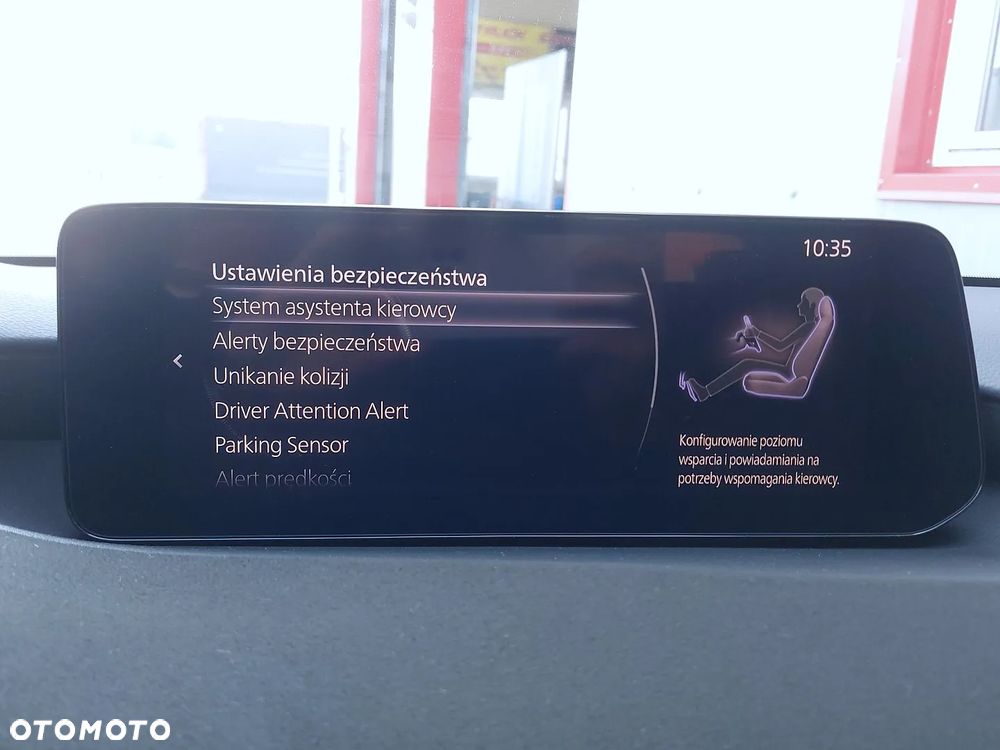 10:35
Ustawienia bezpieczeństwa
System asystenta kierowcy
Alerty bezpieczeństwa
Unikanie kolizji
Driver Attention Alert
Parking Sensor
Alert prędkości
Konfigurowanie poziomu
wsparcia i powiadamiania na
potrzeby wspomagania kierowcy.
OTOMOTO